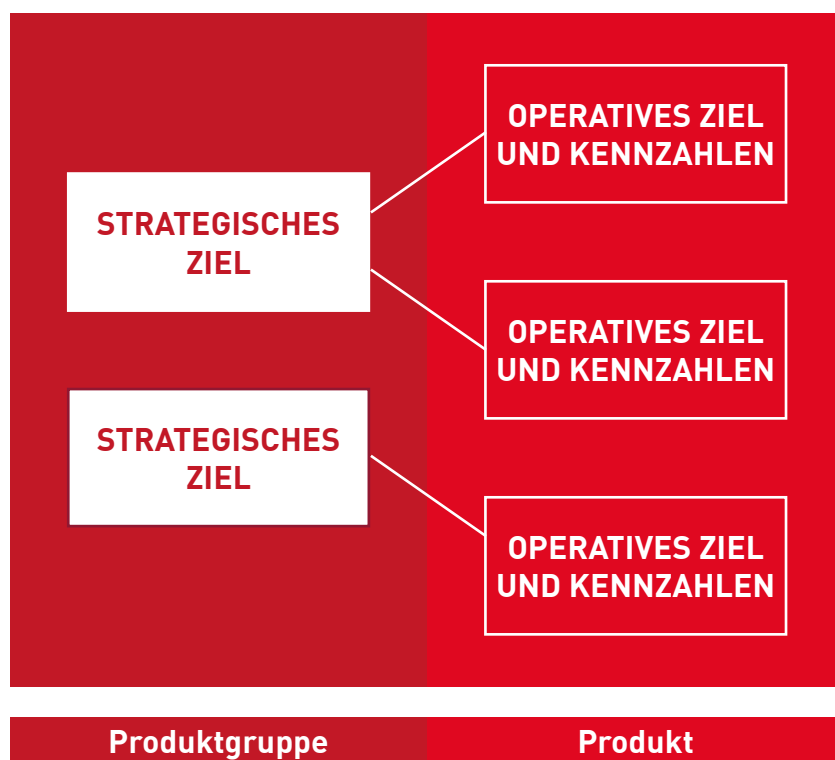 STRATEGISCHES
ZIEL
STRATEGISCHES
ZIEL
OPERATIVES ZIEL
UND KENNZAHLEN
OPERATIVES ZIEL
UND KENNZAHLEN
OPERATIVES ZIEL
UND KENNZAHLEN
Produktgruppe
Produkt